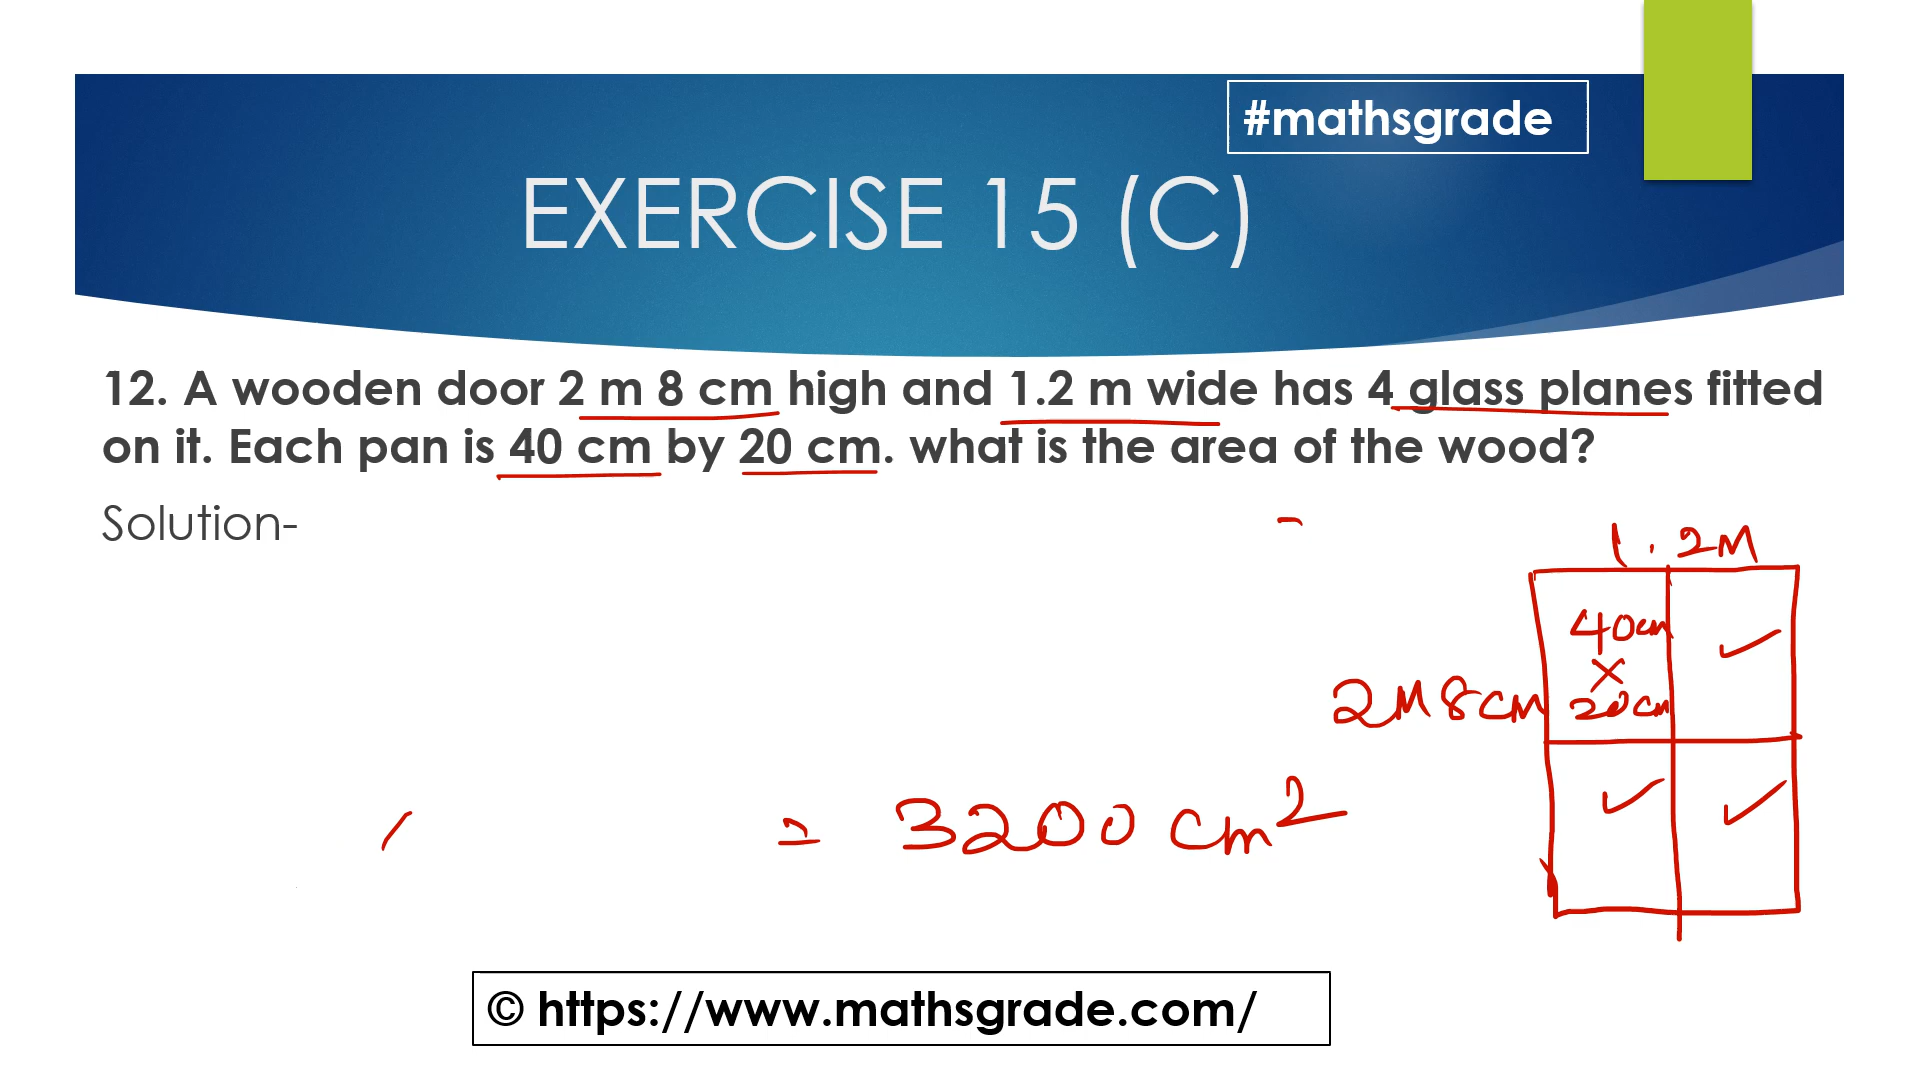 #mathsgrade
EXERCISE 15 (C)
12. A wooden door 2 m 8 cm high and 1.2 m wide has 4 glass planes fitted
on it. Each pan is 40 cm by 20 cm. what is the area of the wood?
Solution-
1.2M
40cm
×
20cm
2M8cm
= 3200 cm²
© https://www.mathsgrade.com/